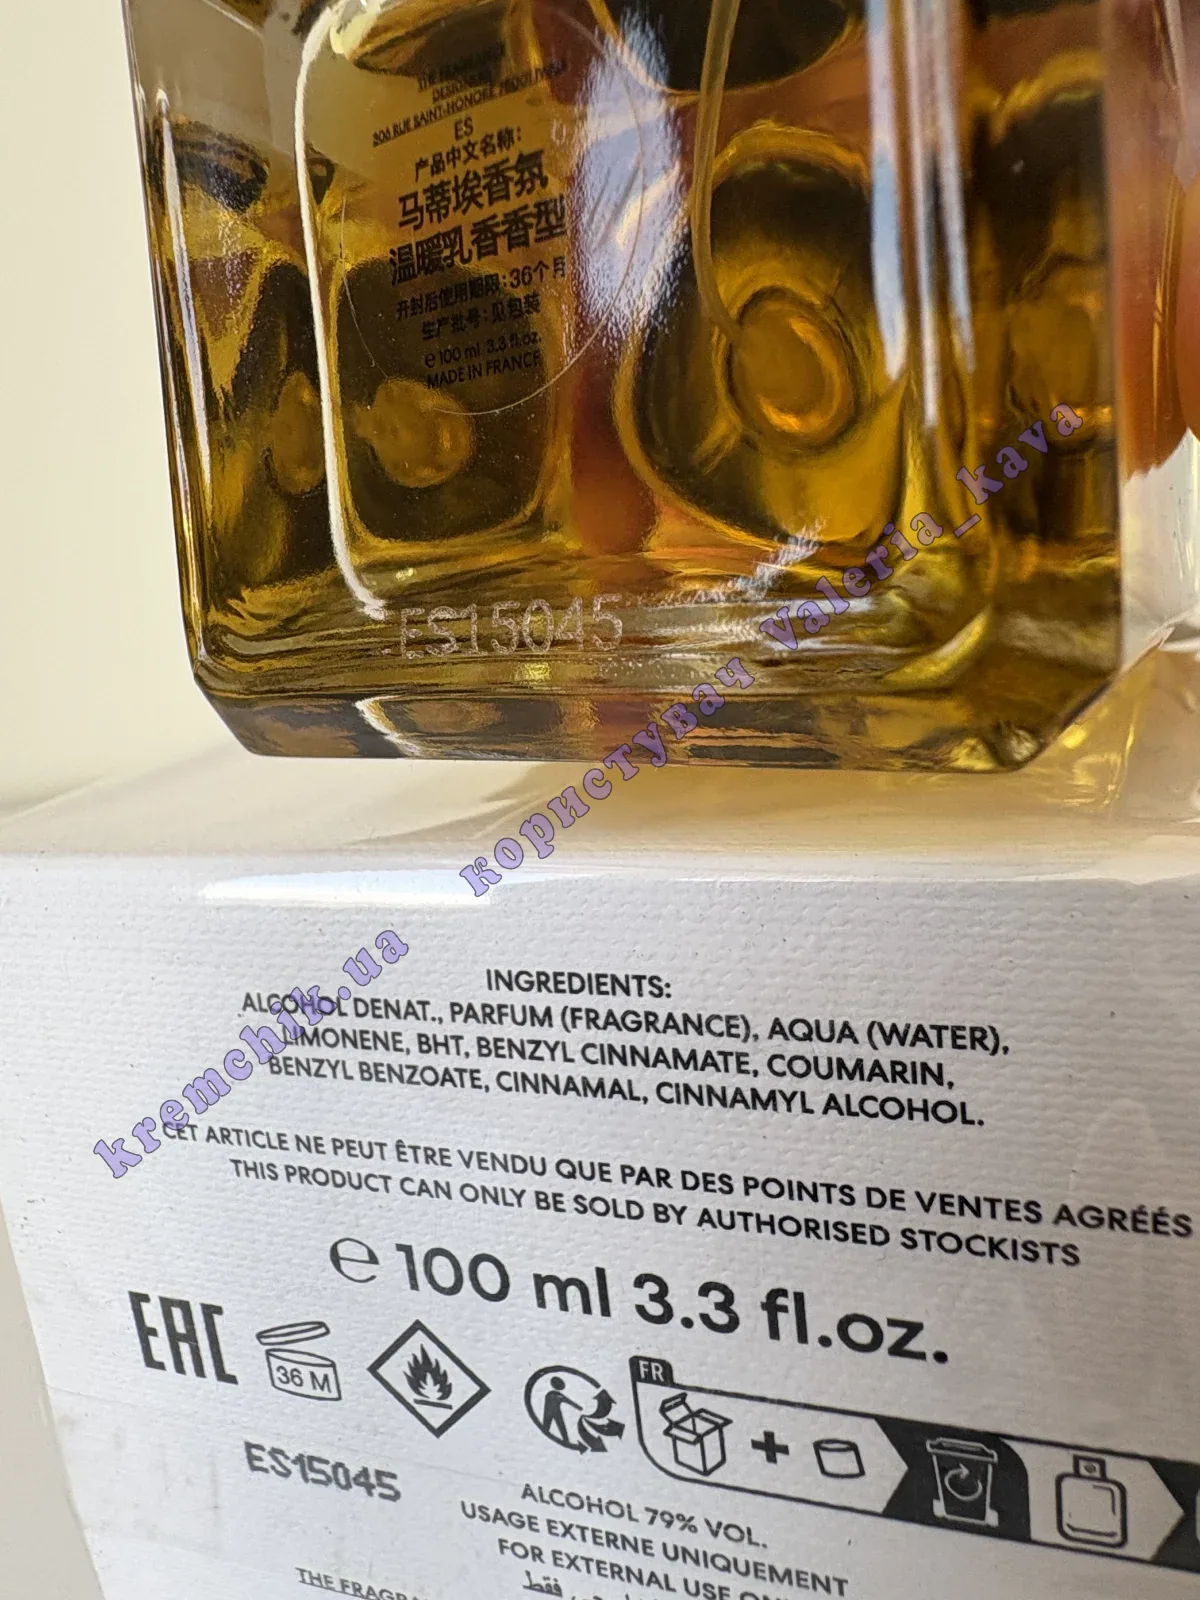 306 RUE SAINT-HONORÉ
ES
产品中文名称：
马蒂埃香氛
温暖乳香香型
开封后使用期限：36个月
生产批号：见包装
e 100 ml 3.3 fl.oz.
MADE IN FRANCE
ES15045
kremchik.ua користувач Valeria_kava
INGREDIENTS:
ALCOHOL DENAT., PARFUM (FRAGRANCE), AQUA (WATER),
LIMONENE, BHT, BENZYL CINNAMATE, COUMARIN,
BENZYL BENZOATE, CINNAMAL, CINNAMYL ALCOHOL.
CET ARTICLE NE PEUT ÊTRE VENDU QUE PAR DES POINTS DE VENTES AGRÉÉS
THIS PRODUCT CAN ONLY BE SOLD BY AUTHORISED STOCKISTS
e 100 ml 3.3 fl.oz.
EAC
36 M
FR
+
ES15045
ALCOHOL 79% VOL.
USAGE EXTERNE UNIQUEMENT
FOR EXTERNAL USE
فقط
THE